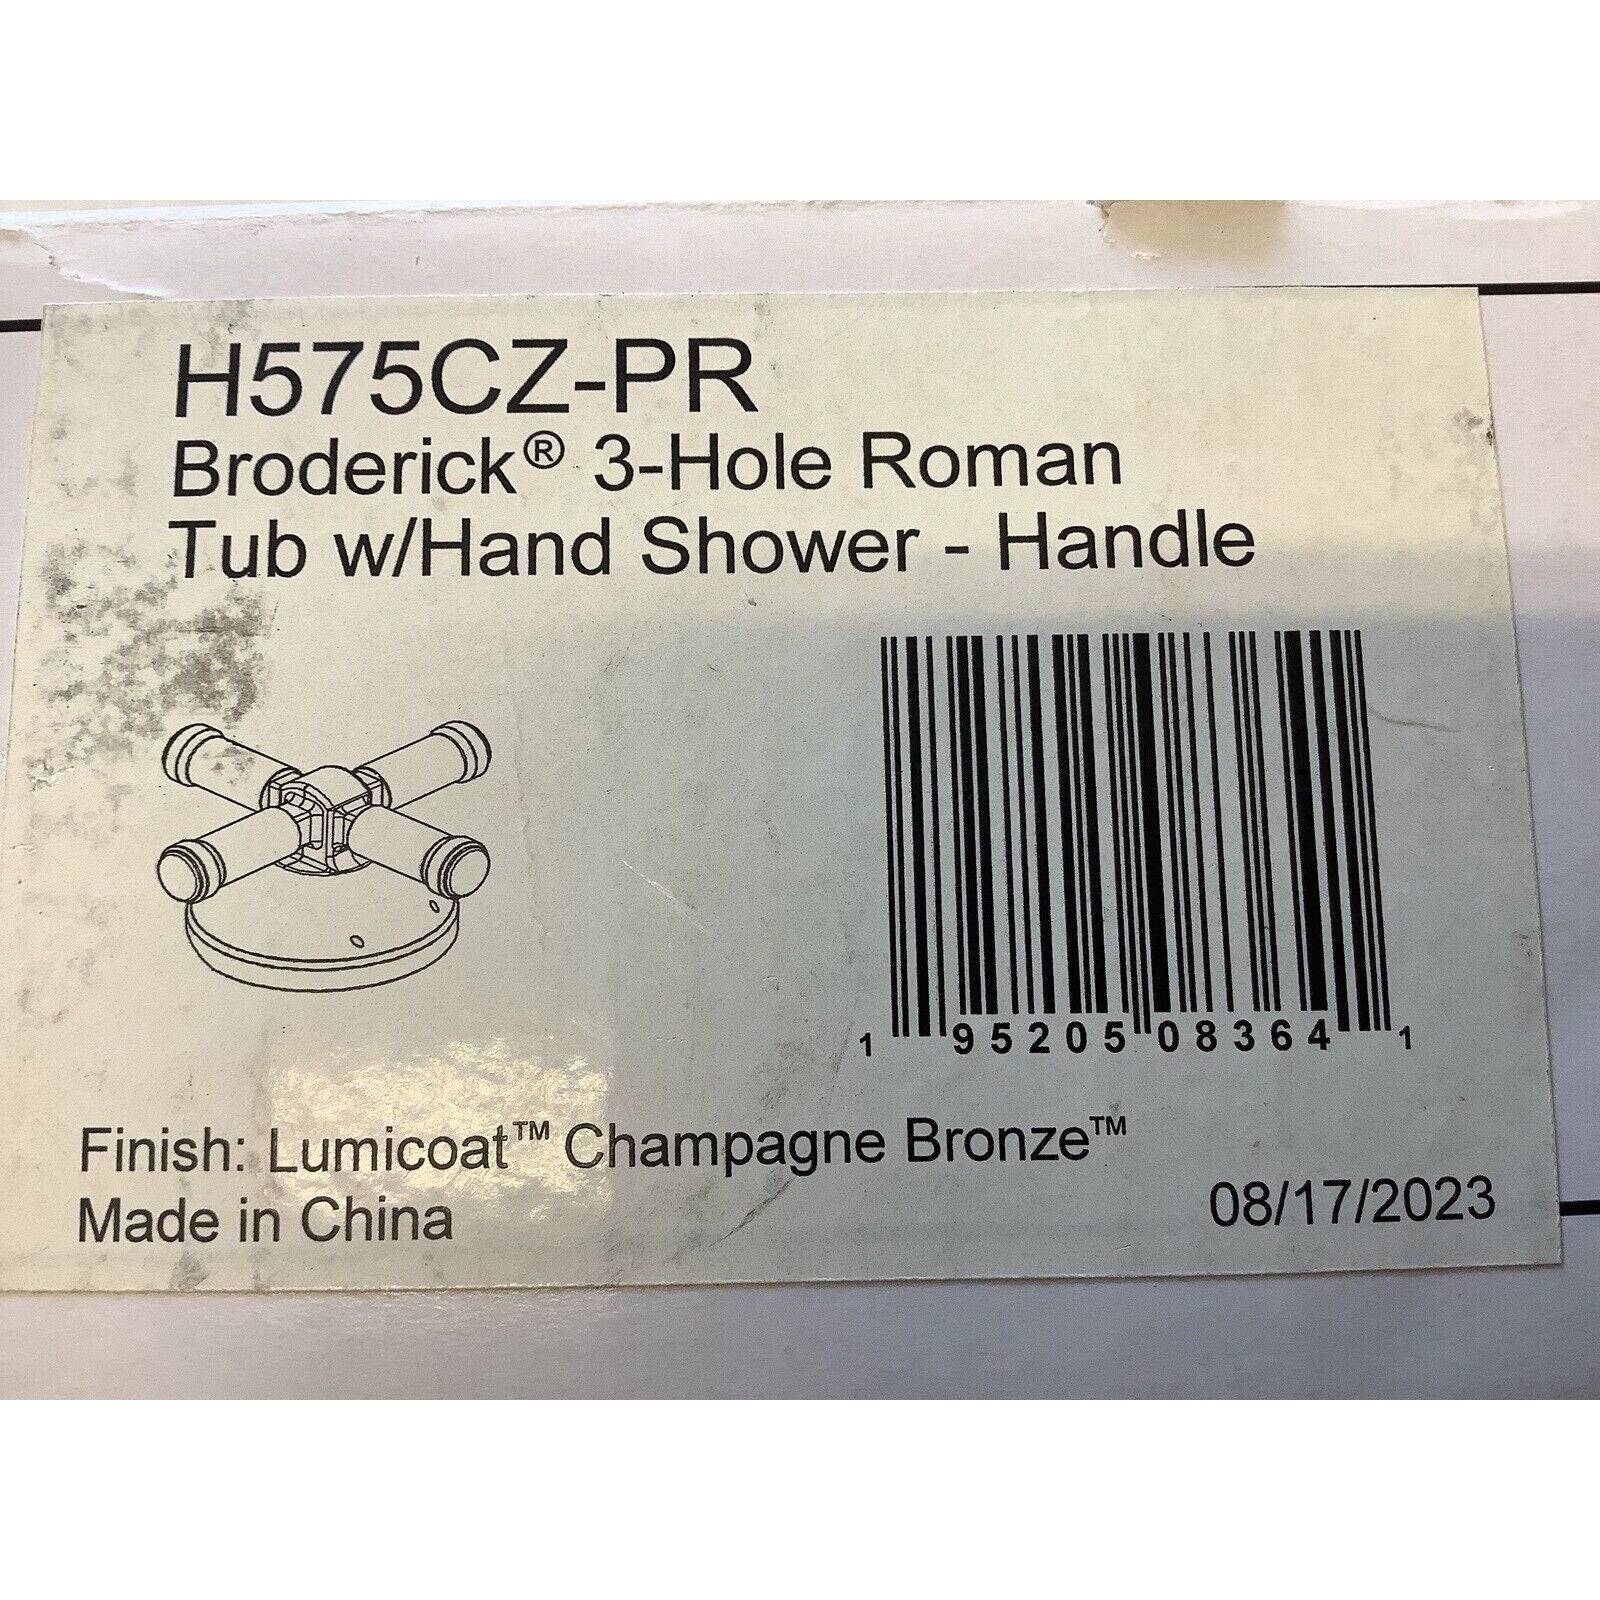 H575CZ-PR
Broderick® 3-Hole Roman
Tub w/Hand Shower - Handle
1 95205 08364 1
Finish: Lumicoat™ Champagne Bronze™
Made in China
08/17/2023